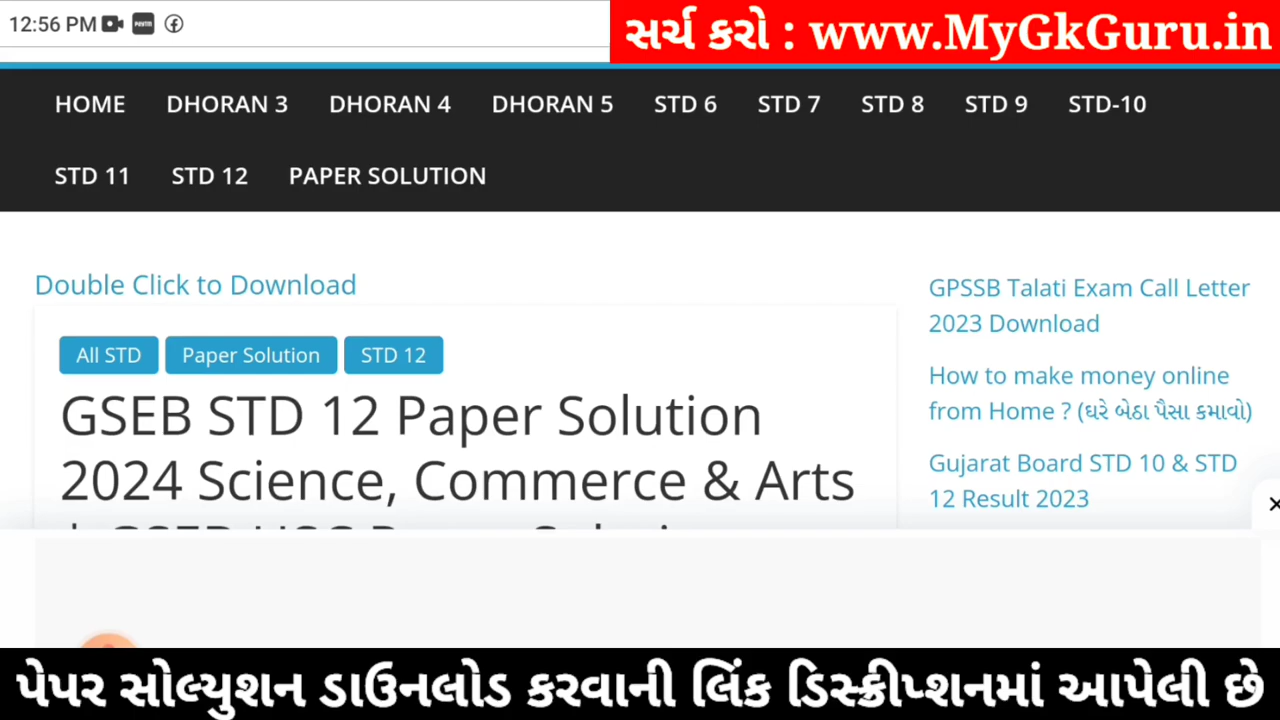 12:56 PM
સર્ચ કરો : www.MyGkGuru.in
HOME DHORAN 3 DHORAN 4 DHORAN 5 STD 6 STD 7 STD 8 STD 9 STD-10
STD 11 STD 12 PAPER SOLUTION
Double Click to Download
All STD Paper Solution STD 12
GSEB STD 12 Paper Solution
2024 Science, Commerce & Arts
GPSSB Talati Exam Call Letter
2023 Download
How to make money online
from Home ? (ઘરે બેઠા પૈસા કમાવો)
Gujarat Board STD 10 & STD
12 Result 2023
પેપર સોલ્યુશન ડાઉનલોડ કરવાની લિંક ડિસ્ક્રીપ્શનમાં આપેલી છે